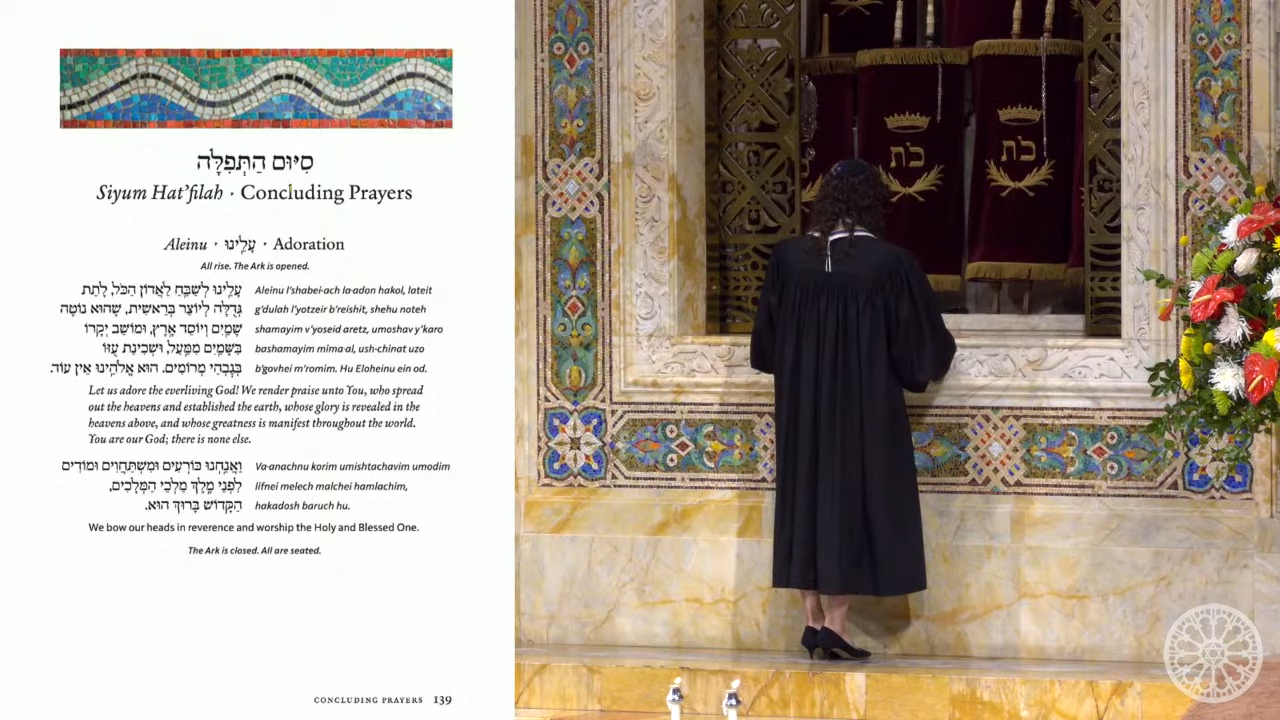 סִיּוּם הַתְּפִלָּה
Siyum Hat’filah · Concluding Prayers
Aleinu · עָלֵֽינוּ · Adoration
All rise. The Ark is opened.
עָלֵֽינוּ לְשַׁבֵּֽחַ לַאֲדוֹן הַכֹּל, לָתֵת
גְּדֻלָּה לְיוֹצֵר בְּרֵאשִׁית, שֶׁהוּא נוֹטֶה
שָׁמַֽיִם וְיוֹסֵד אָֽרֶץ, וּמוֹשַׁב יְקָרוֹ
בַּשָּׁמַֽיִם מִמַּֽעַל, וּשְׁכִינַת עֻזּוֹ
בְּגׇבְהֵי מְרוֹמִים. הוּא אֱלֹהֵֽינוּ אֵין עוֹד.
Aleinu l’shabei·ach la·adon hakol, lateit
g’dulah l’yotzeir b’reishit, shehu noteh
shamayim v’yoseid aretz, umoshav y’karo
bashamayim mima·al, ush·chinat uzo
b’govhei m’romim. Hu Eloheinu ein od.
Let us adore the everliving God! We render praise unto You, who spread
out the heavens and established the earth, whose glory is revealed in the
heavens above, and whose greatness is manifest throughout the world.
You are our God; there is none else.
וַאֲנַֽחְנוּ כּוֹרְעִים וּמִשְׁתַּחֲוִים וּמוֹדִים
לִפְנֵי מֶֽלֶךְ מַלְכֵי הַמְּלָכִים,
הַקָּדוֹשׁ בָּרוּךְ הוּא.
Va·anachnu korim umishtachavim umodim
lifnei melech malchei hamlachim,
hakadosh baruch hu.
We bow our heads in reverence and worship the Holy and Blessed One.
The Ark is closed. All are seated.
CONCLUDING PRAYERS 139
כֹּת
כֹּת